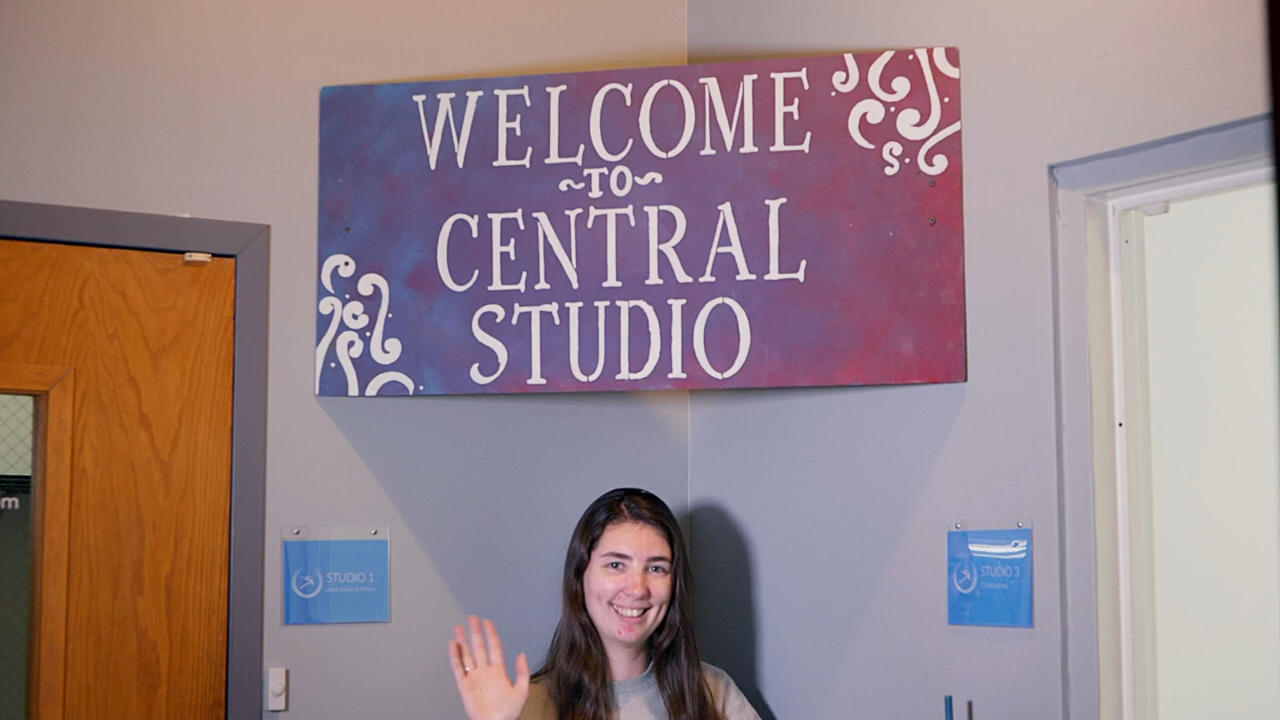 WELCOME
~TO~
CENTRAL
STUDIO
STUDIO 1
STUDIO 3
m